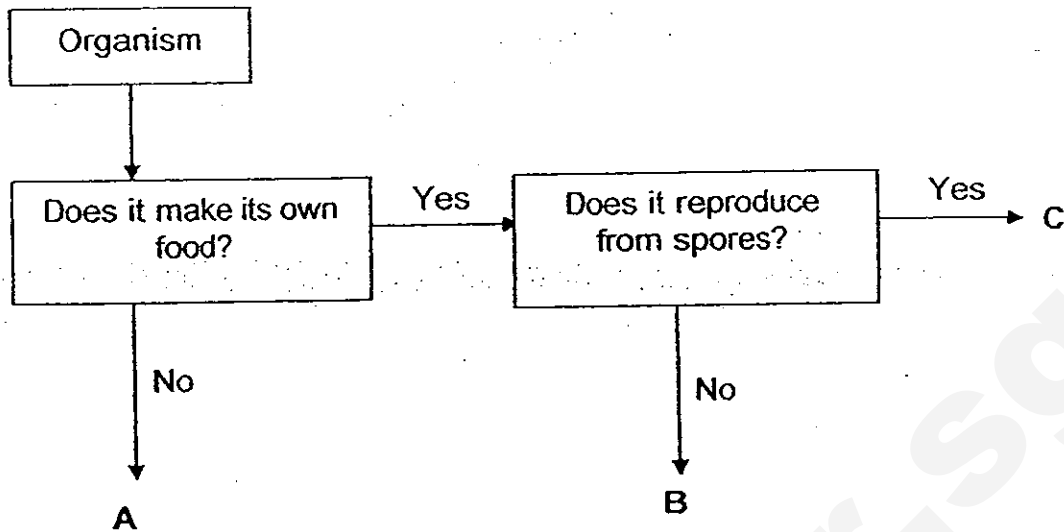 Organism
Does it make its own
food?
Yes
Does it reproduce
from spores?
Yes
C
No
No
A
B